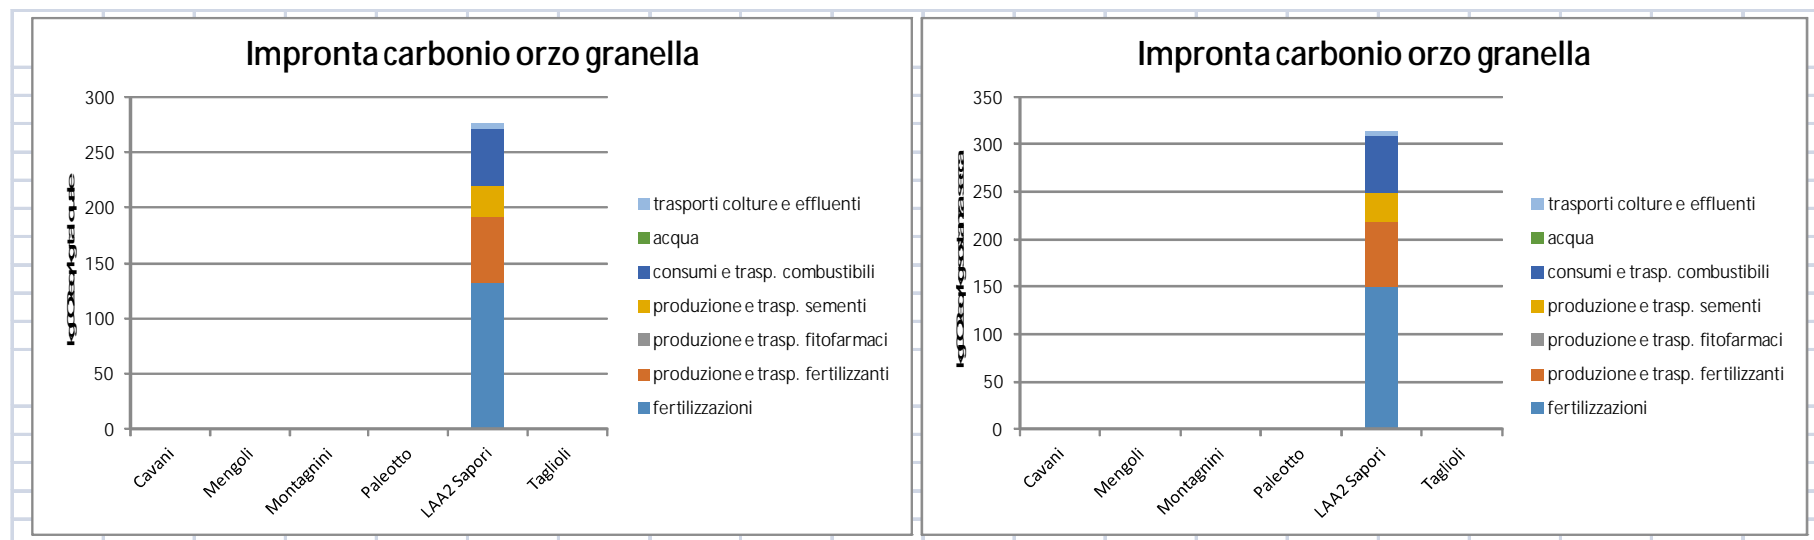 Impronta carbonio orzo granella
300
250
200
150
100
50
0
Cavani
Mengoli
Montagnini
Paleotto
LAA2 Sapori
Taglioli
trasporti colture e effluenti
acqua
consumi e trasp. combustibili
produzione e trasp. sementi
produzione e trasp. fitofarmaci
produzione e trasp. fertilizzanti
fertilizzazioni
Impronta carbonio orzo granella
350
300
250
200
150
100
50
0
Cavani
Mengoli
Montagnini
Paleotto
LAA2 Sapori
Taglioli
trasporti colture e effluenti
acqua
consumi e trasp. combustibili
produzione e trasp. sementi
produzione e trasp. fitofarmaci
produzione e trasp. fertilizzanti
fertilizzazioni